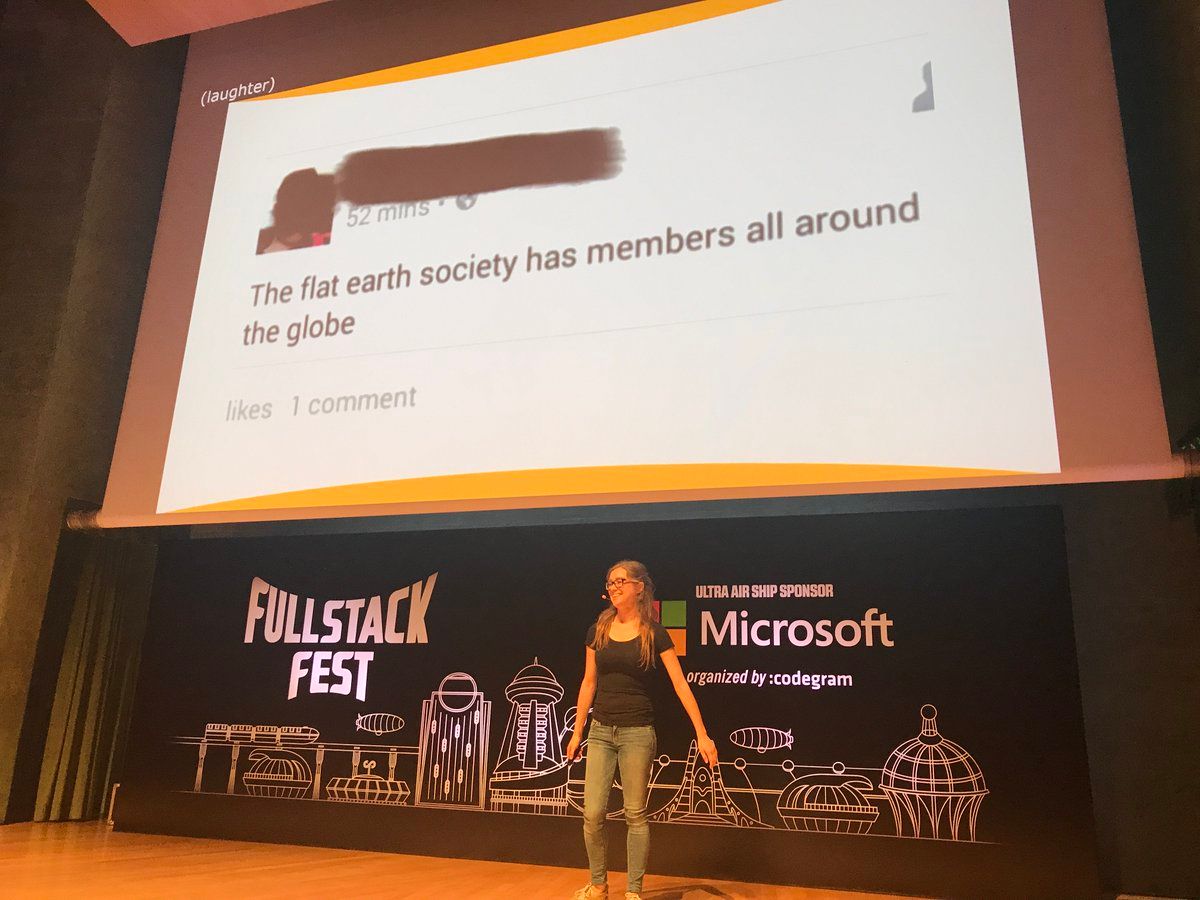 (laughter)
52 mins
The flat earth society has members all around
the globe
likes 1 comment
FULLSTACK
FEST
ULTRA AIR SHIP SPONSOR
Microsoft
organized by :codegram